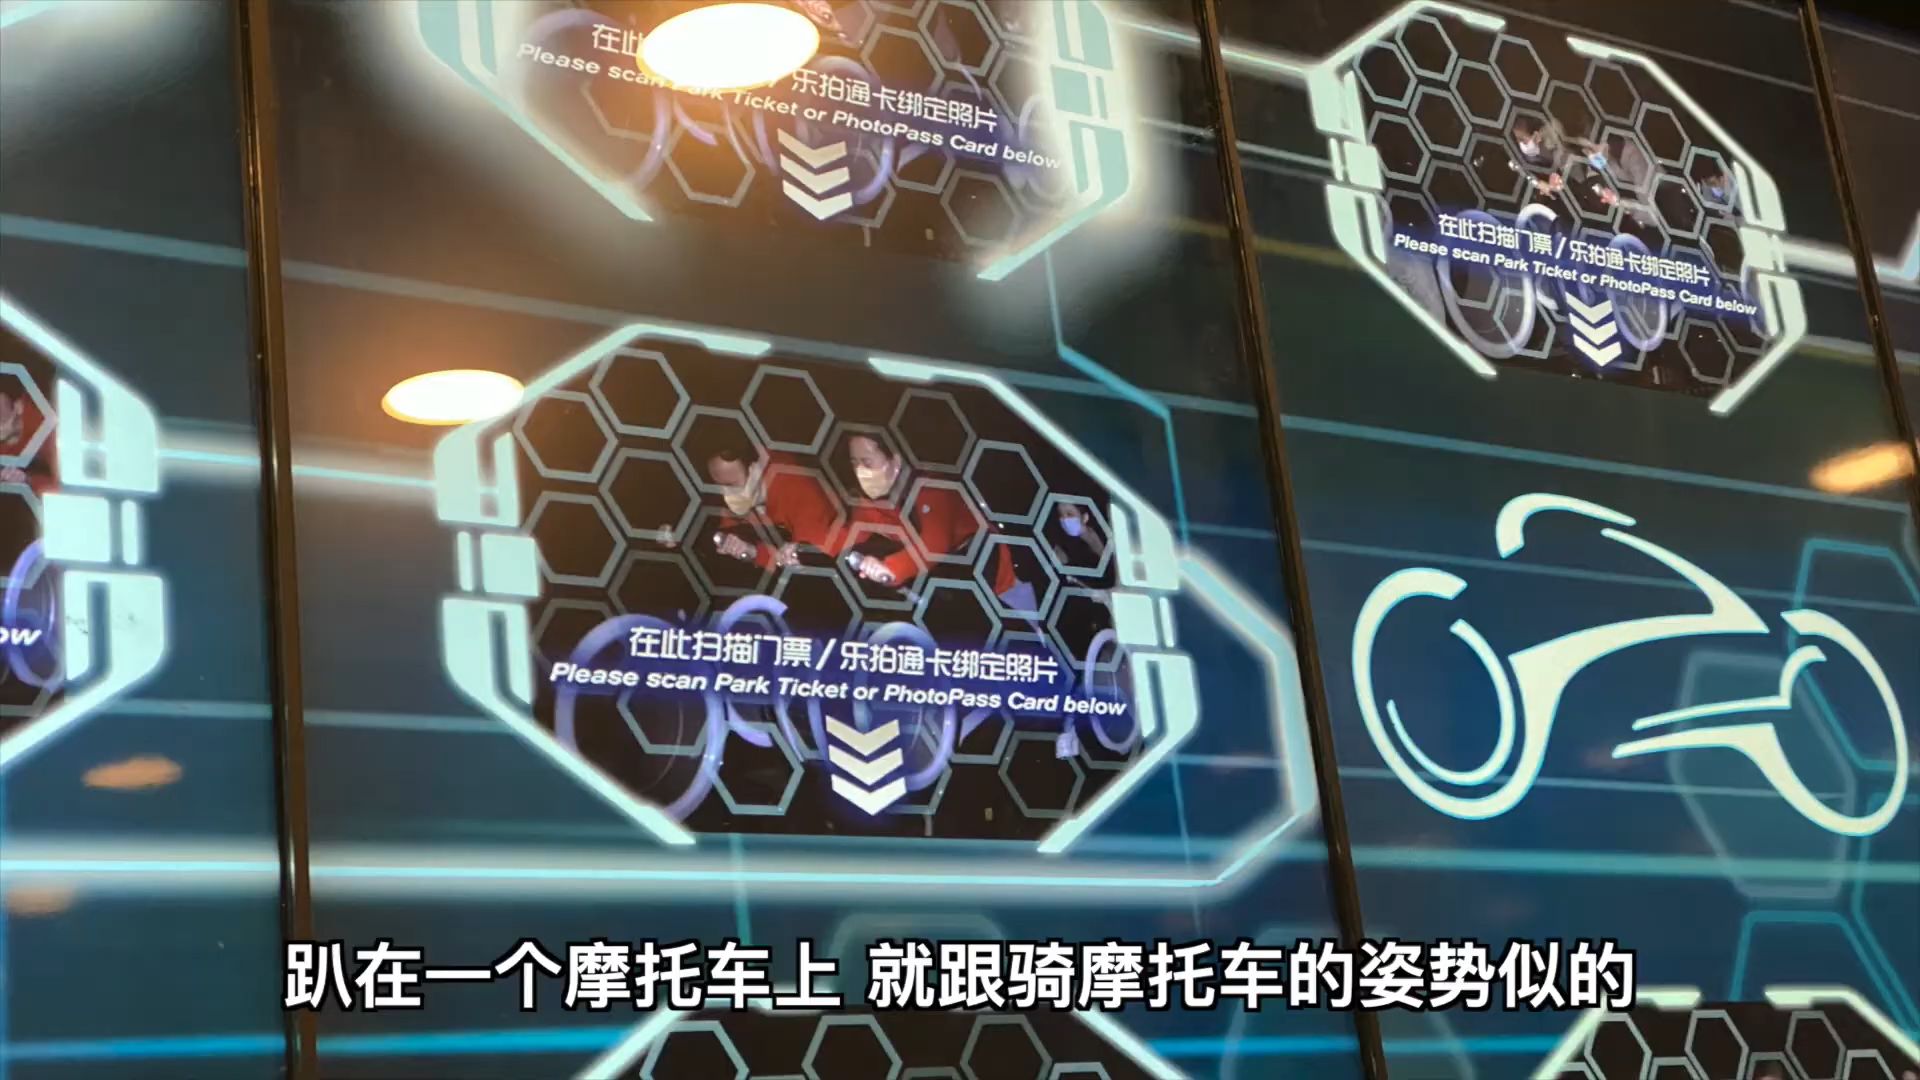 在此
乐拍通卡绑定照片
Please scan Park Ticket or PhotoPass Card below
在此扫描门票/乐拍通卡绑定照片
Please scan Park Ticket or PhotoPass Card below
在此扫描门票/乐拍通卡绑定照片
Please scan Park Ticket or PhotoPass Card below
ow
趴在一个摩托车上 就跟骑摩托车的姿势似的